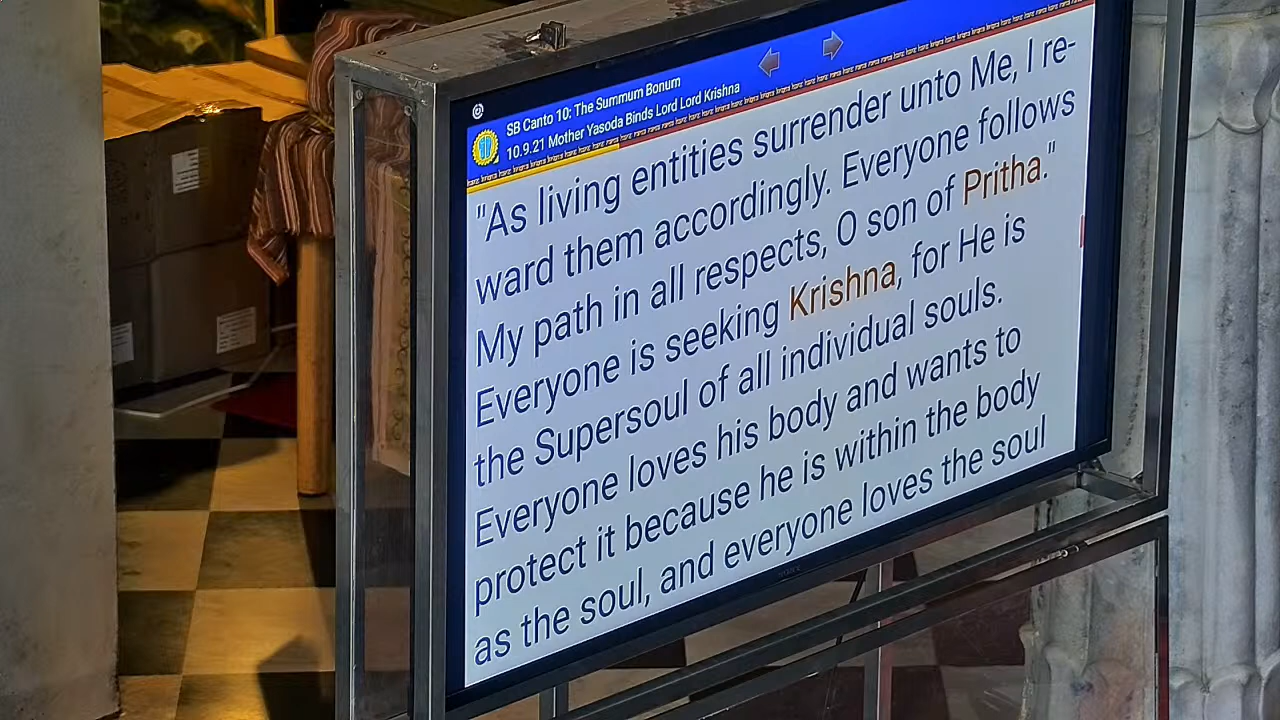 SB Canto 10: The Summum Bonum
10.9.21 Mother Yasoda Binds Lord Lord Krishna
"As living entities surrender unto Me, I re-
ward them accordingly. Everyone follows
My path in all respects, O son of Pritha."
Everyone is seeking Krishna, for He is
the Supersoul of all individual souls.
Everyone loves his body and wants to
protect it because he is within the body
as the soul, and everyone loves the soul
SONY